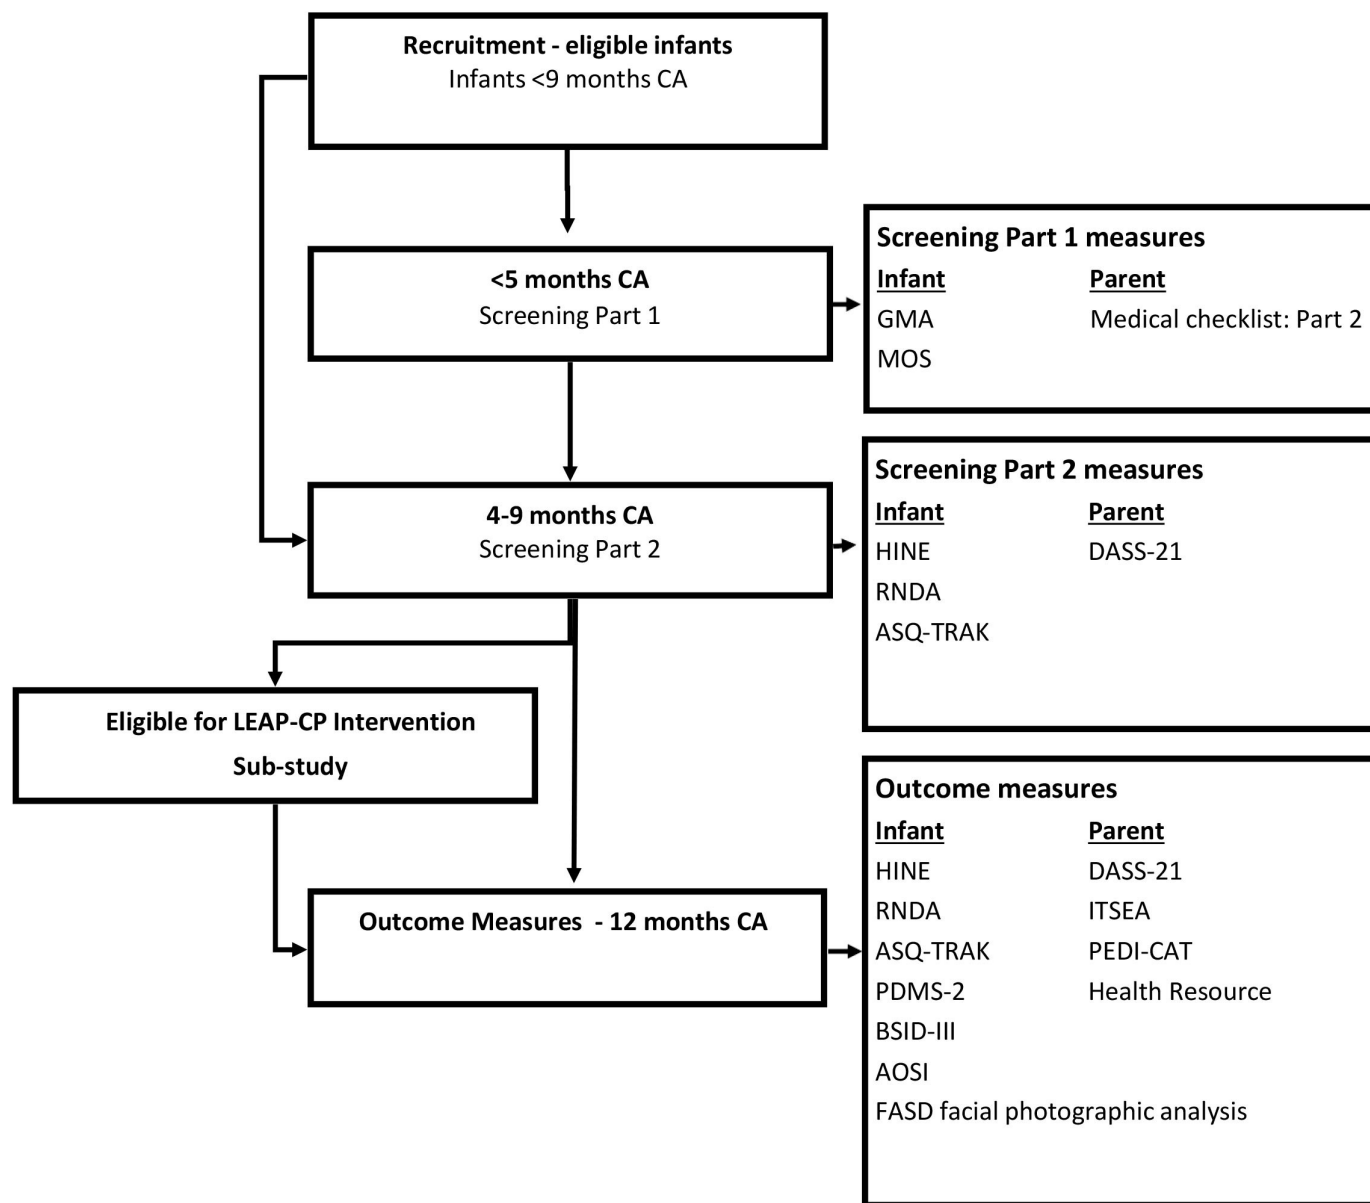 Recruitment - eligible infants
Infants <9 months CA
<5 months CA
Screening Part 1
Screening Part 1 measures
Infant Parent
GMA Medical checklist: Part 2
MOS
4-9 months CA
Screening Part 2
Screening Part 2 measures
Infant Parent
HINE DASS-21
RNDA
ASQ-TRAK
Eligible for LEAP-CP Intervention
Sub-study
Outcome Measures - 12 months CA
Outcome measures
Infant Parent
HINE DASS-21
RNDA ITSEA
ASQ-TRAK PEDI-CAT
PDMS-2 Health Resource
BSID-III
AOSI
FASD facial photographic analysis